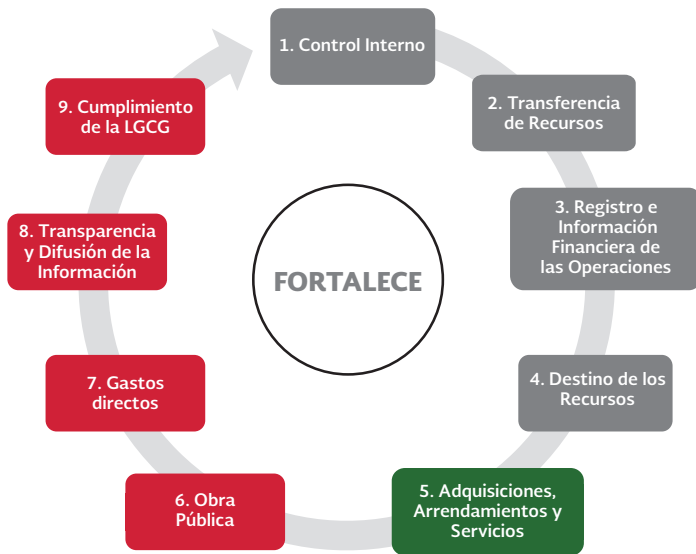 1. Control Interno
2. Transferencia
de Recursos
3. Registro e
Información
Financiera de
las Operaciones
4. Destino de los
Recursos
5. Adquisiciones,
Arrendamientos y
Servicios
6. Obra
Pública
7. Gastos
directos
8. Transparencia
y Difusión de la
Información
9. Cumplimiento
de la LGCG
FORTALECE